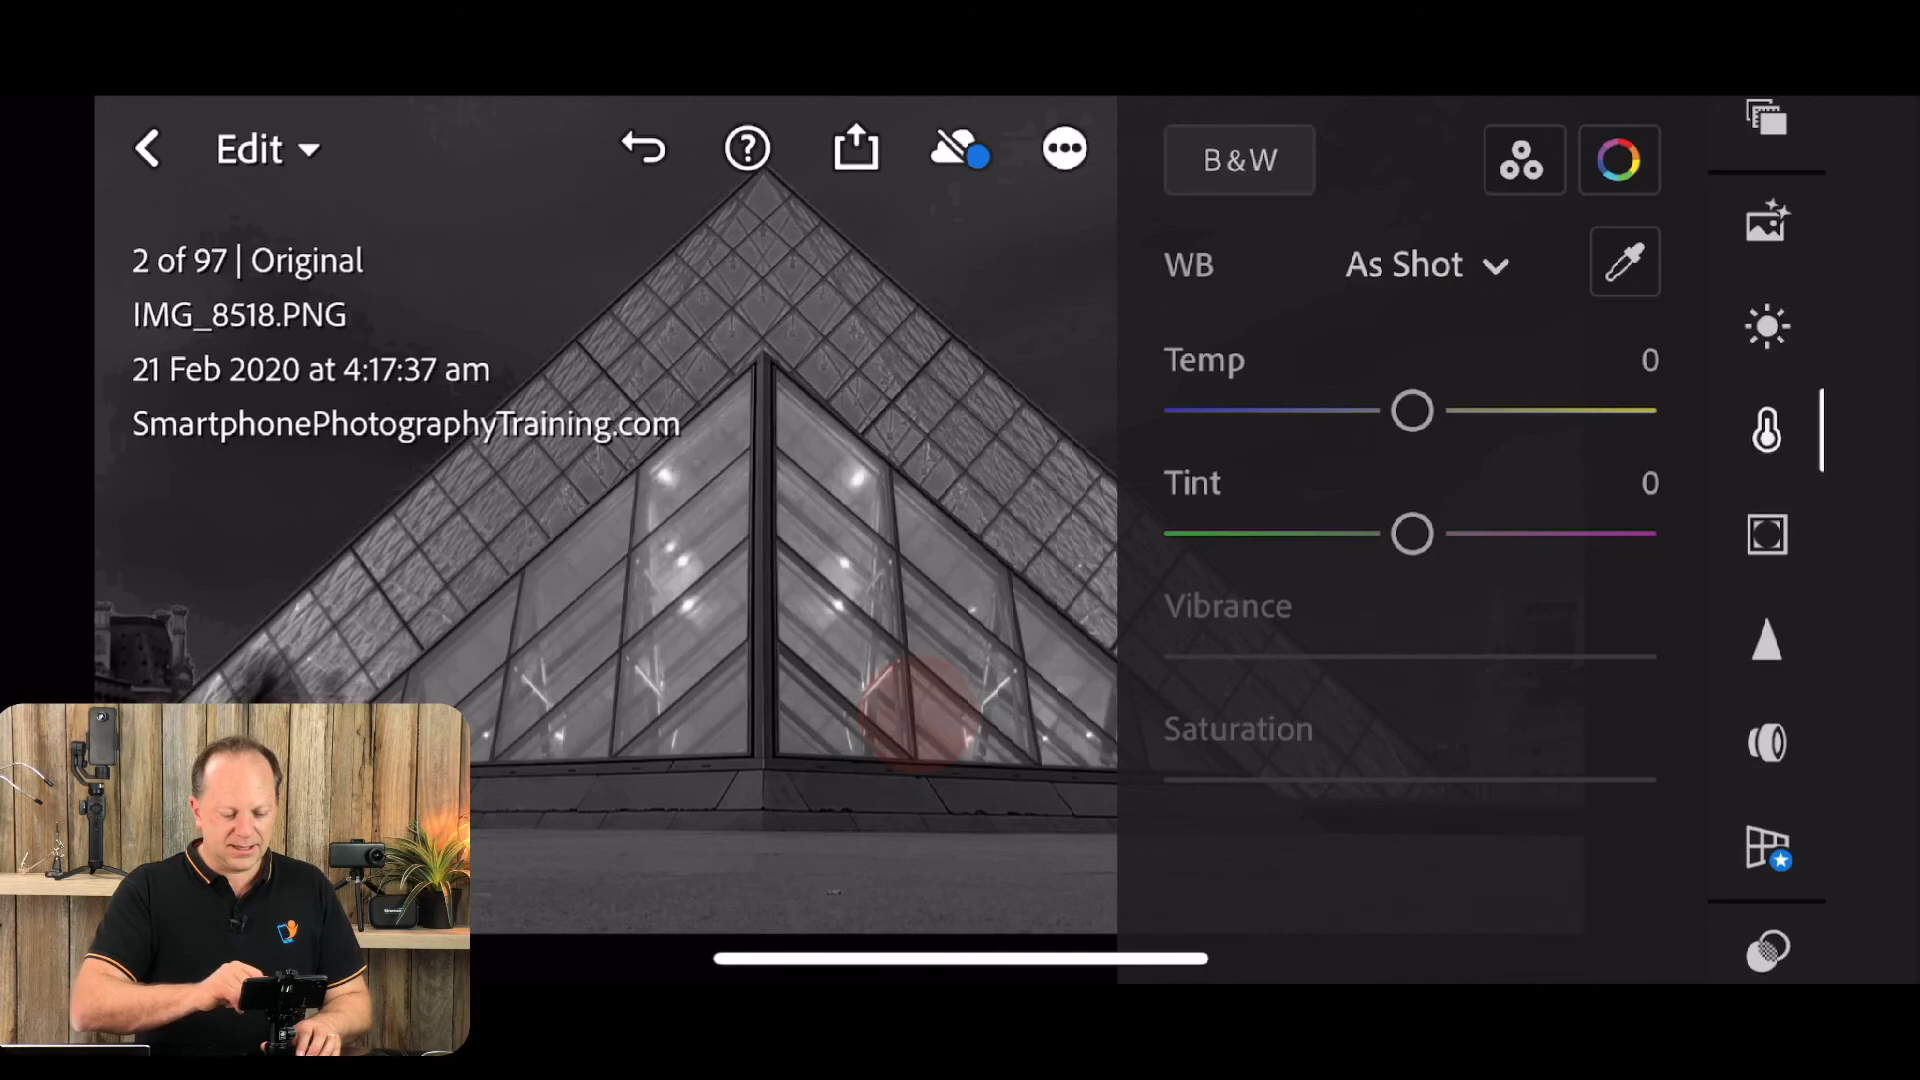 Edit
B&W
2 of 97 | Original
IMG_8518.PNG
21 Feb 2020 at 4:17:37 am
SmartphonePhotographyTraining.com
WB As Shot
Temp 0
Tint 0
Vibrance
Saturation